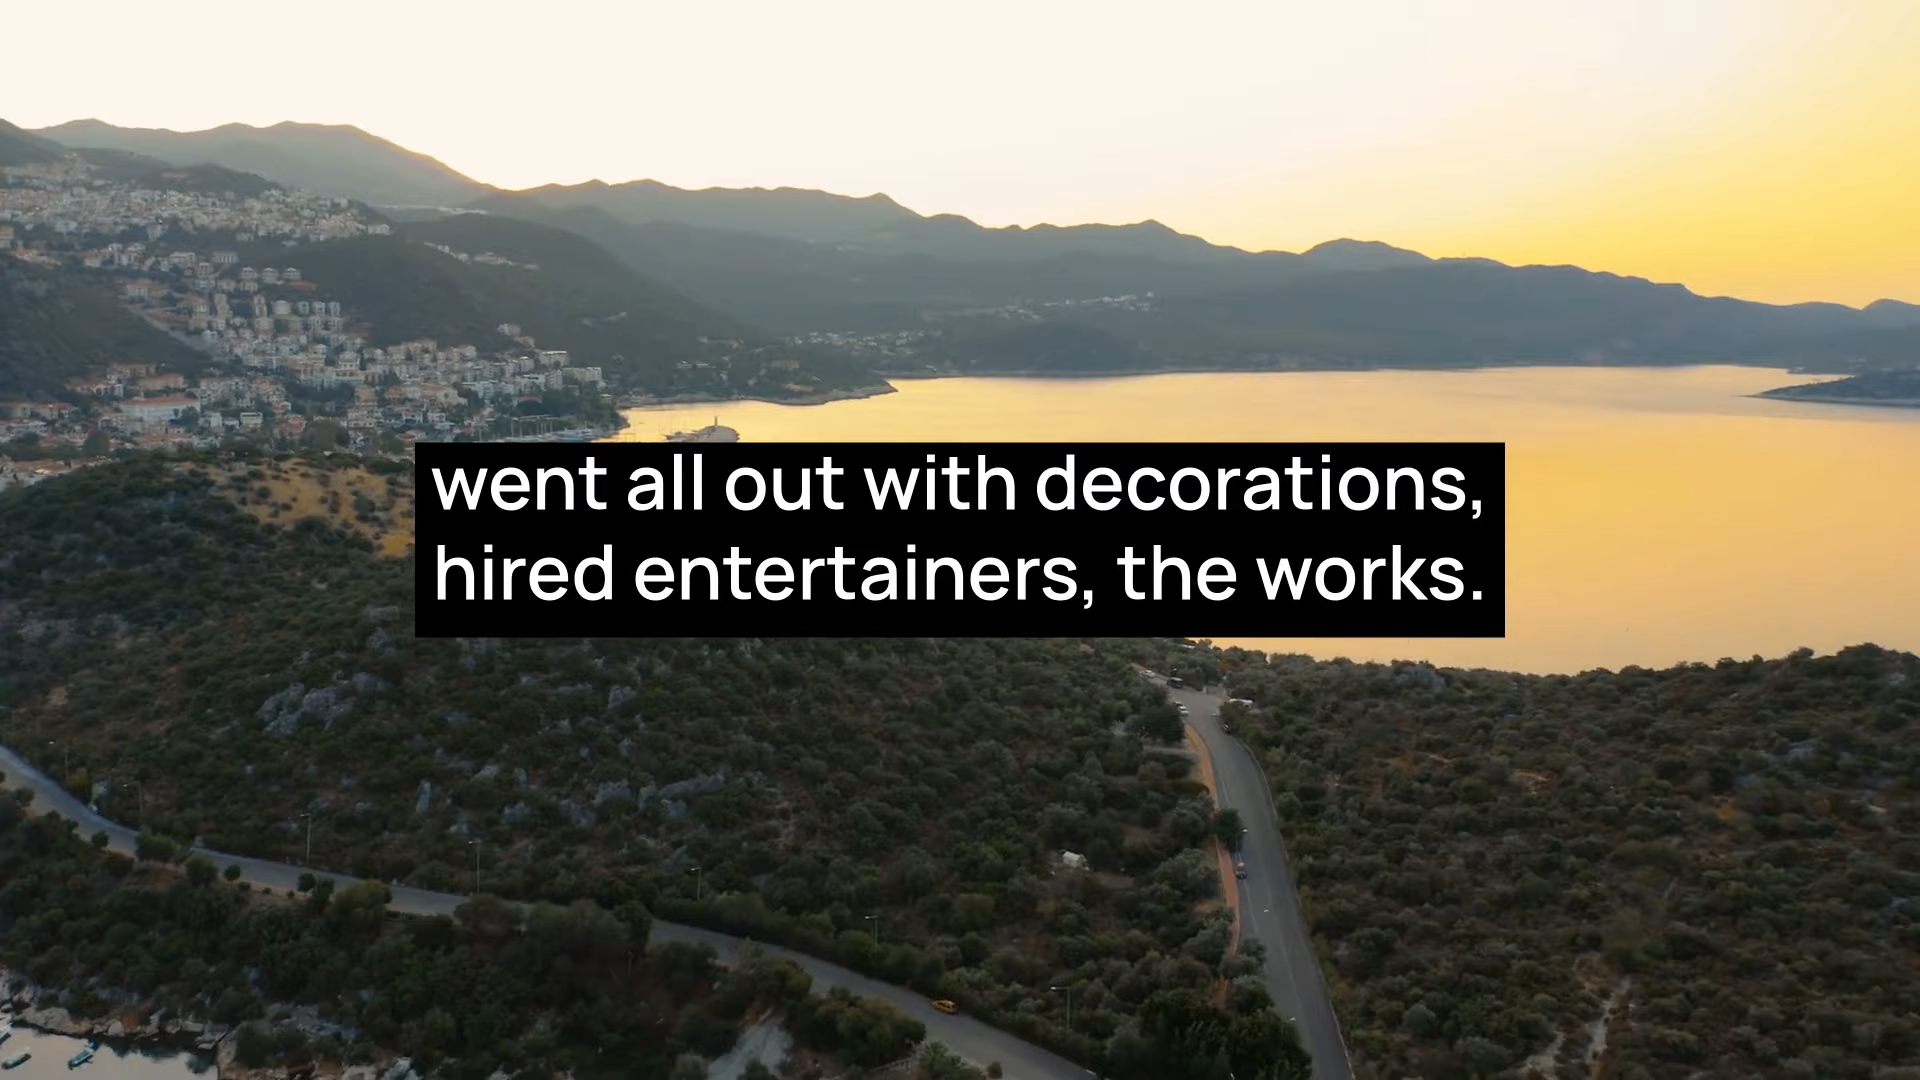 went all out with decorations,
hired entertainers, the works.